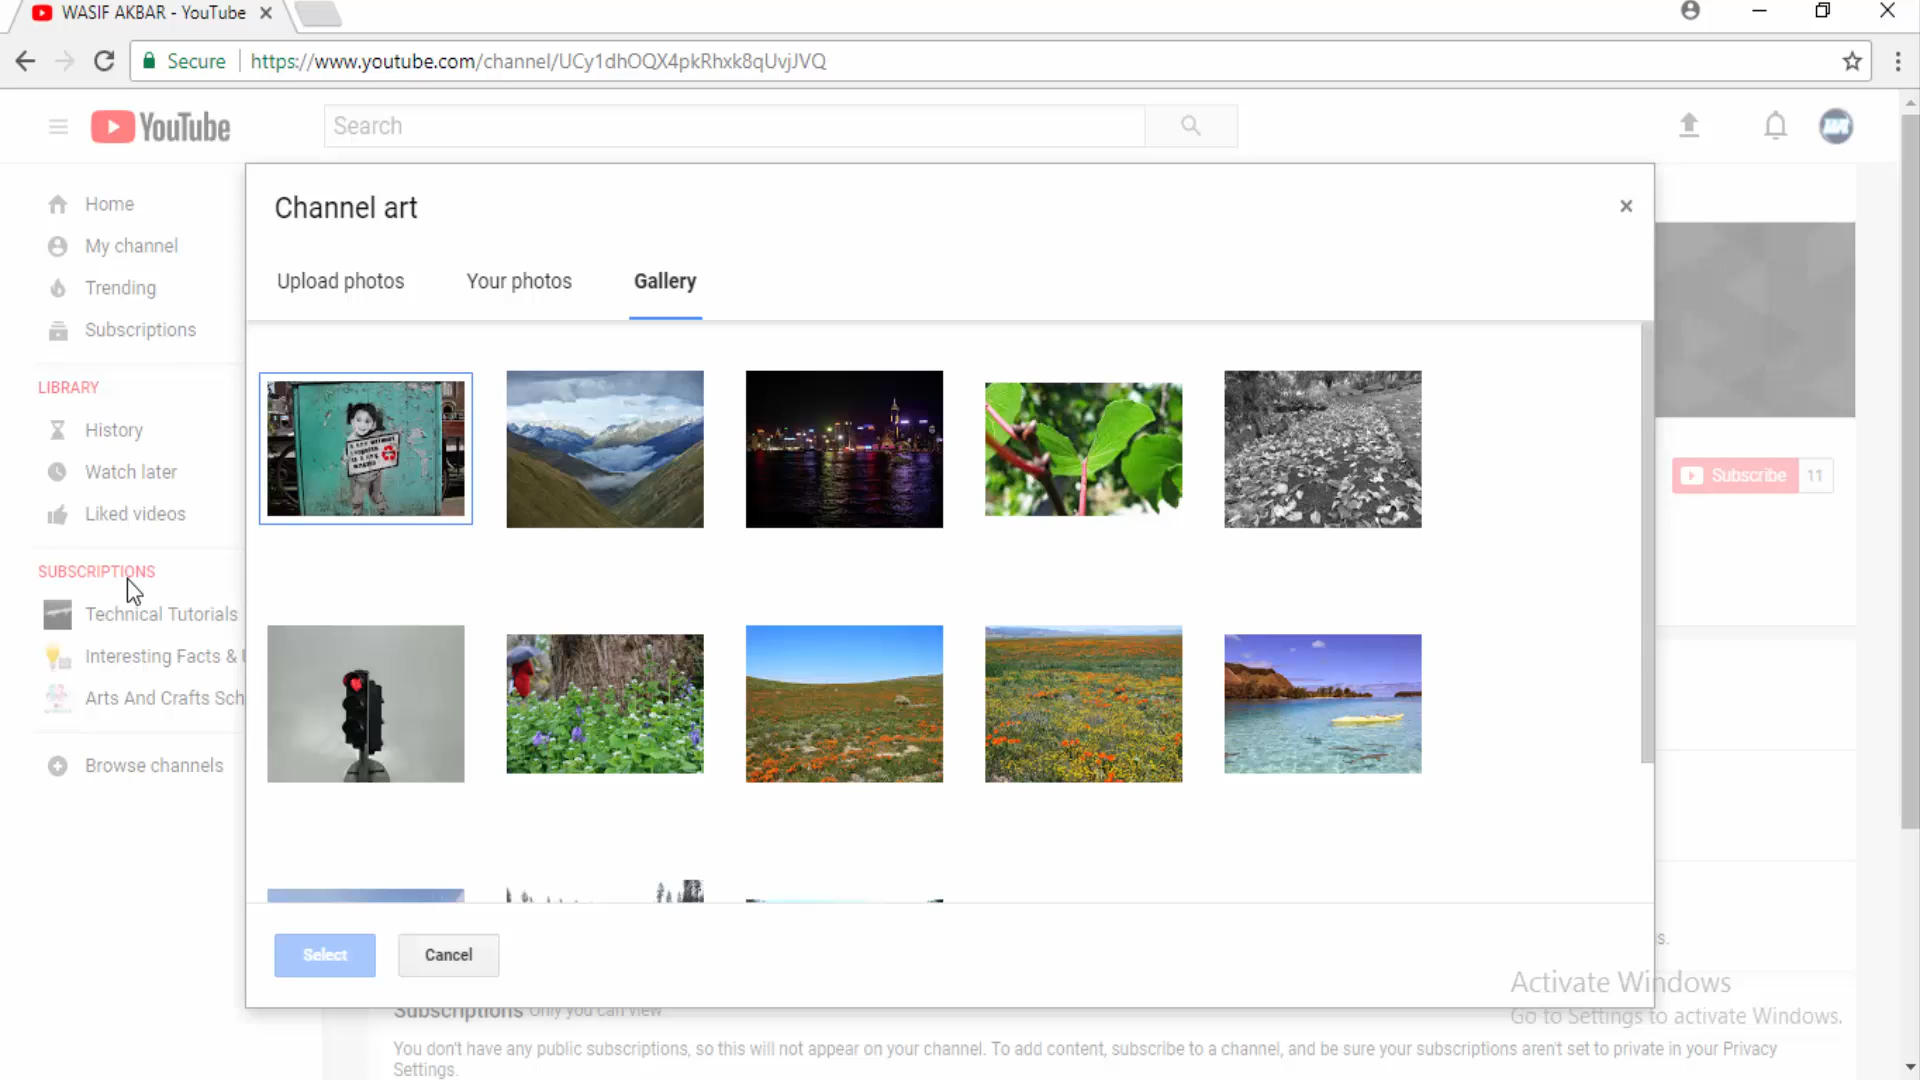 WASIF AKBAR - YouTube
Secure
https://www.youtube.com/channel/UCy1dhOQX4pkRhxk8qUvjJVQ
YouTube
Search
Home
My channel
Trending
Subscriptions
LIBRARY
History
Watch later
Liked videos
SUBSCRIPTIONS
Technical Tutorials
Interesting Facts &
Arts And Crafts Sch
Browse channels
Channel art
Upload photos
Your photos
Gallery
Select
Cancel
Subscribe 11
s.
Activate Windows
Go to Settings to activate Windows.
Subscriptions Only you can view
You don't have any public subscriptions, so this will not appear on your channel. To add content, subscribe to a channel, and be sure your subscriptions aren't set to private in your Privacy
Settings.